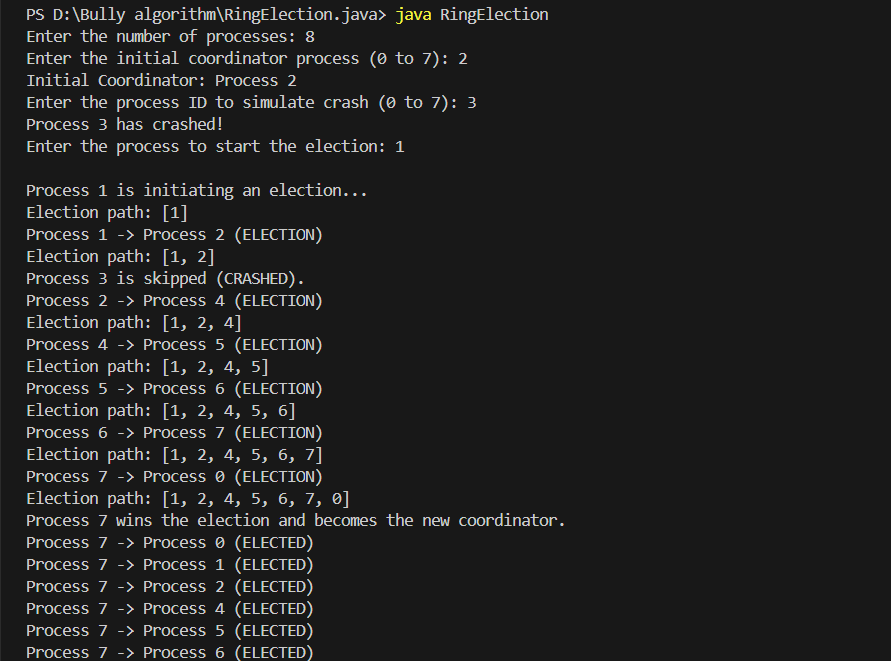 PS D:\Bully algorithm\RingElection.java> java RingElection
Enter the number of processes: 8
Enter the initial coordinator process (0 to 7): 2
Initial Coordinator: Process 2
Enter the process ID to simulate crash (0 to 7): 3
Process 3 has crashed!
Enter the process to start the election: 1
Process 1 is initiating an election...
Election path: [1]
Process 1 -> Process 2 (ELECTION)
Election path: [1, 2]
Process 3 is skipped (CRASHED).
Process 2 -> Process 4 (ELECTION)
Election path: [1, 2, 4]
Process 4 -> Process 5 (ELECTION)
Election path: [1, 2, 4, 5]
Process 5 -> Process 6 (ELECTION)
Election path: [1, 2, 4, 5, 6]
Process 6 -> Process 7 (ELECTION)
Election path: [1, 2, 4, 5, 6, 7]
Process 7 -> Process 0 (ELECTION)
Election path: [1, 2, 4, 5, 6, 7, 0]
Process 7 wins the election and becomes the new coordinator.
Process 7 -> Process 0 (ELECTED)
Process 7 -> Process 1 (ELECTED)
Process 7 -> Process 2 (ELECTED)
Process 7 -> Process 4 (ELECTED)
Process 7 -> Process 5 (ELECTED)
Process 7 -> Process 6 (ELECTED)